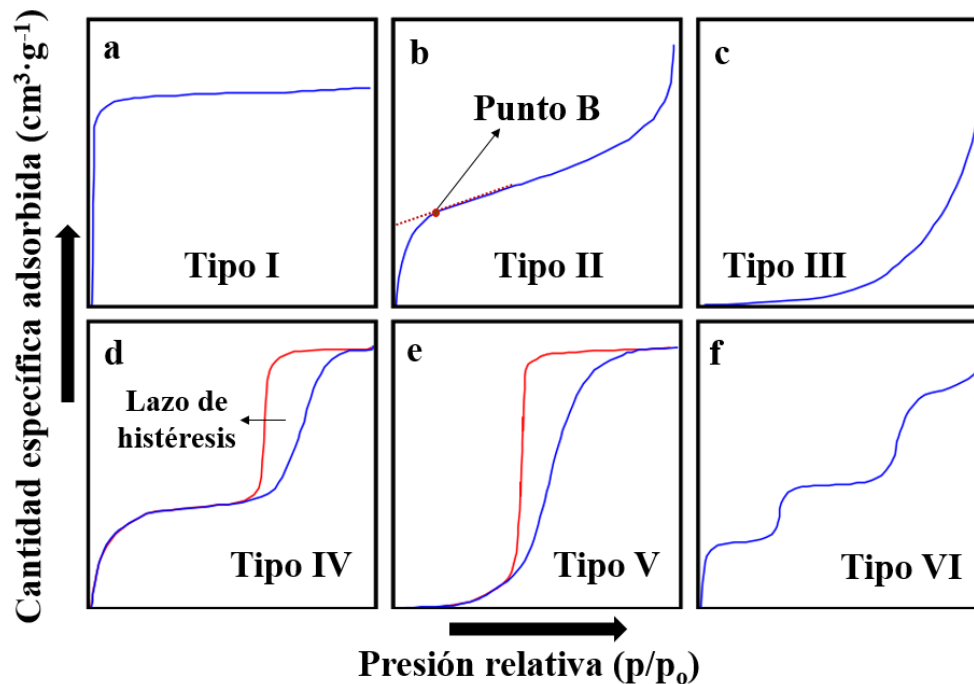 Cantidad específica adsorbida (cm³·g⁻¹)
a
Tipo I
b
Punto B
Tipo II
c
Tipo III
d
Lazo de
histéresis
Tipo IV
e
Tipo V
f
Tipo VI
Presión relativa (p/pₒ)